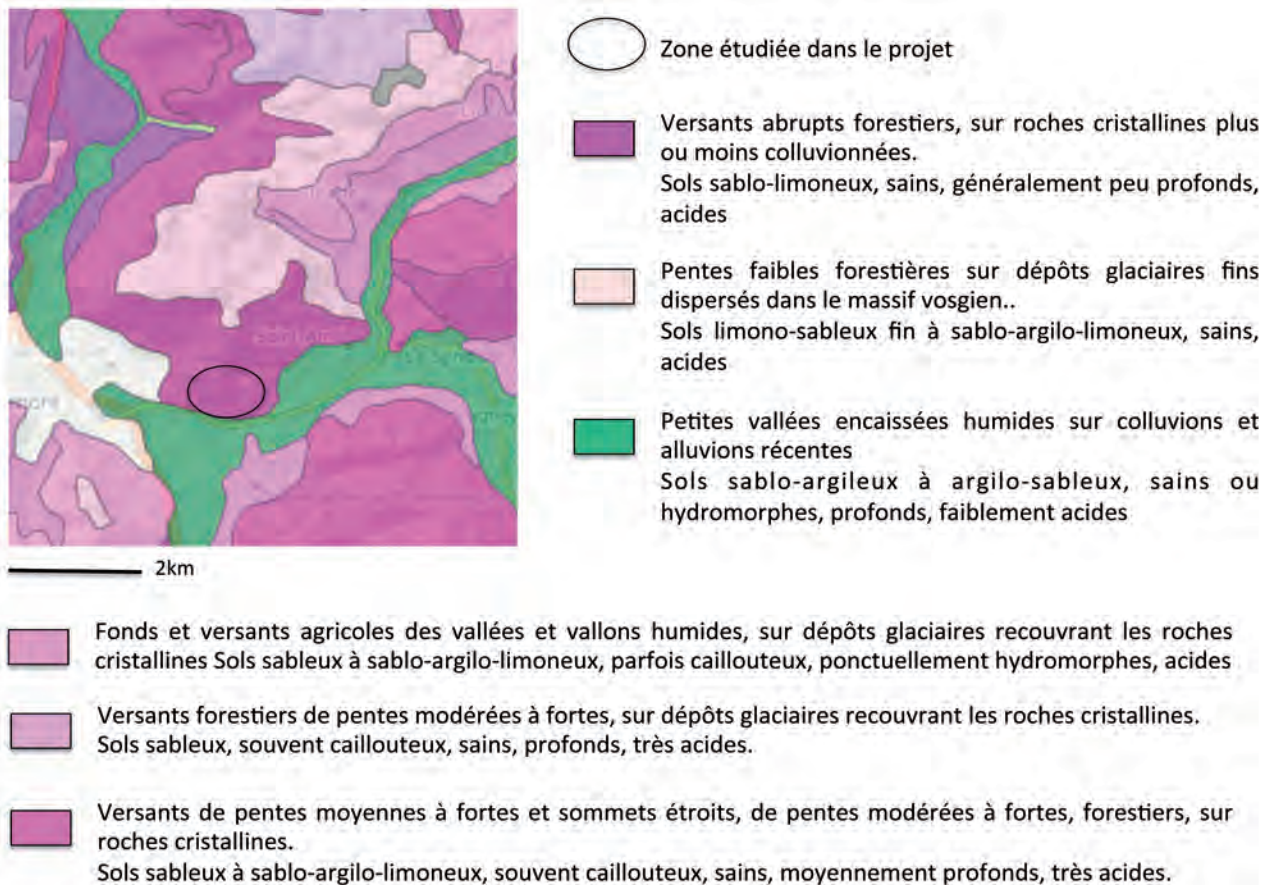 Zone étudiée dans le projet
Versants abrupts forestiers, sur roches cristallines plus
ou moins colluvionnées.
Sols sablo-limoneux, sains, généralement peu profonds,
acides
Pentes faibles forestières sur dépôts glaciaires fins
dispersés dans le massif vosgien..
Sols limono-sableux fin à sablo-argilo-limoneux, sains,
acides
Petites vallées encaissées humides sur colluvions et
alluvions récentes
Sols sablo-argileux à argilo-sableux, sains ou
hydromorphes, profonds, faiblement acides
2km
Fonds et versants agricoles des vallées et vallons humides, sur dépôts glaciaires recouvrant les roches
cristallines Sols sableux à sablo-argilo-limoneux, parfois caillouteux, ponctuellement hydromorphes, acides
Versants forestiers de pentes modérées à fortes, sur dépôts glaciaires recouvrant les roches cristallines.
Sols sableux, souvent caillouteux, sains, profonds, très acides.
Versants de pentes moyennes à fortes et sommets étroits, de pentes modérées à fortes, forestiers, sur
roches cristallines.
Sols sableux à sablo-argilo-limoneux, souvent caillouteux, sains, moyennement profonds, très acides.